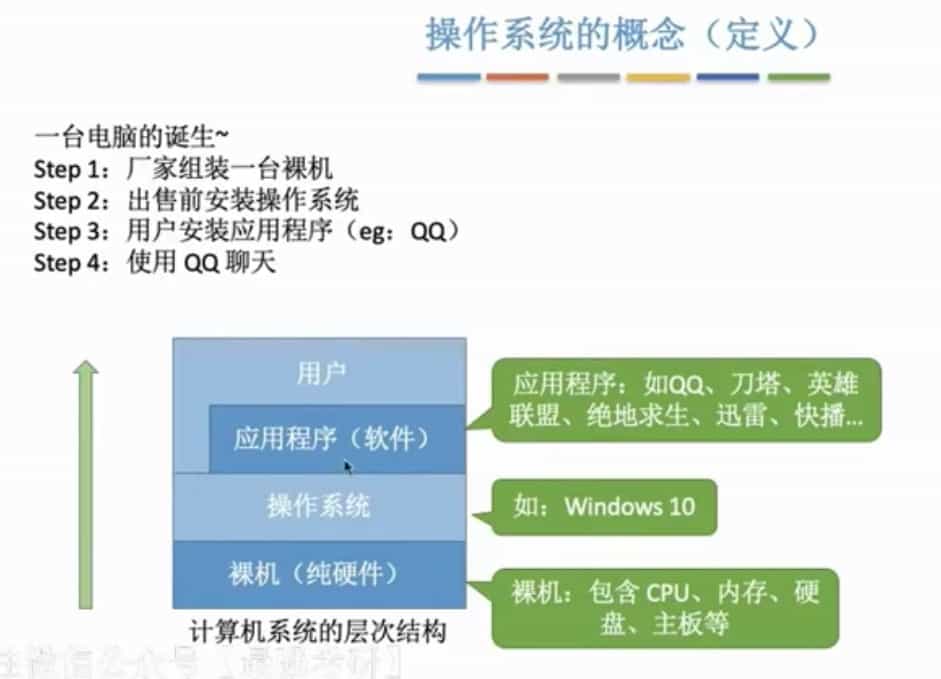 操作系统的概念（定义）
一台电脑的诞生~
Step 1：厂家组装一台裸机
Step 2：出售前安装操作系统
Step 3：用户安装应用程序（eg：QQ）
Step 4：使用 QQ 聊天
用户
应用程序（软件）
操作系统
裸机（纯硬件）
应用程序：如QQ、刀塔、英雄
联盟、绝地求生、迅雷、快播...
如：Windows 10
裸机：包含 CPU、内存、硬
盘、主板等
计算机系统的层次结构
微信公众号